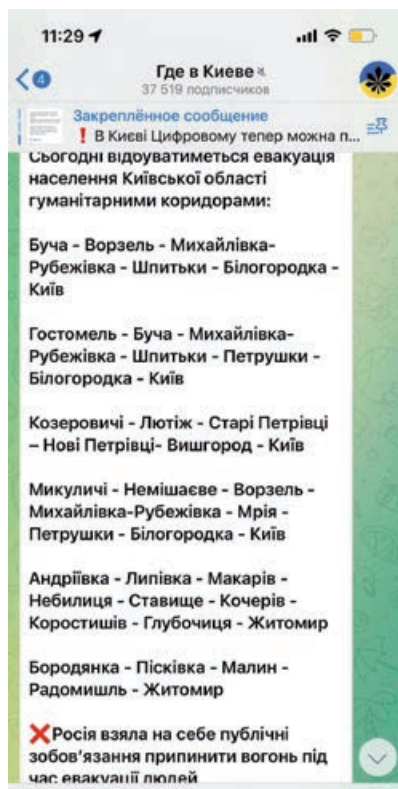 11:29
4
Где в Киеве
37 519 подписчиков
Закреплённое сообщение
❗ В Києві Цифровому тепер можна п...
Сьогодні відбуватиметься евакуація
населення Київської області
гуманітарними коридорами:
Буча - Ворзель - Михайлівка-
Рубежівка - Шпитьки - Білогородка -
Київ
Гостомель - Буча - Михайлівка-
Рубежівка - Шпитьки - Петрушки -
Білогородка - Київ
Козеровичі - Лютіж - Старі Петрівці
– Нові Петрівці- Вишгород - Київ
Микуличі - Немішаєве - Ворзель -
Михайлівка-Рубежівка - Мрія -
Петрушки - Білогородка - Київ
Андріївка - Липівка - Макарів -
Небилиця - Ставище - Кочерів -
Коростишів - Глубочиця - Житомир
Бородянка - Пісківка - Малин -
Радомишль - Житомир
❌Росія взяла на себе публічні
зобов'язання припинити вогонь під
час евакуації людей